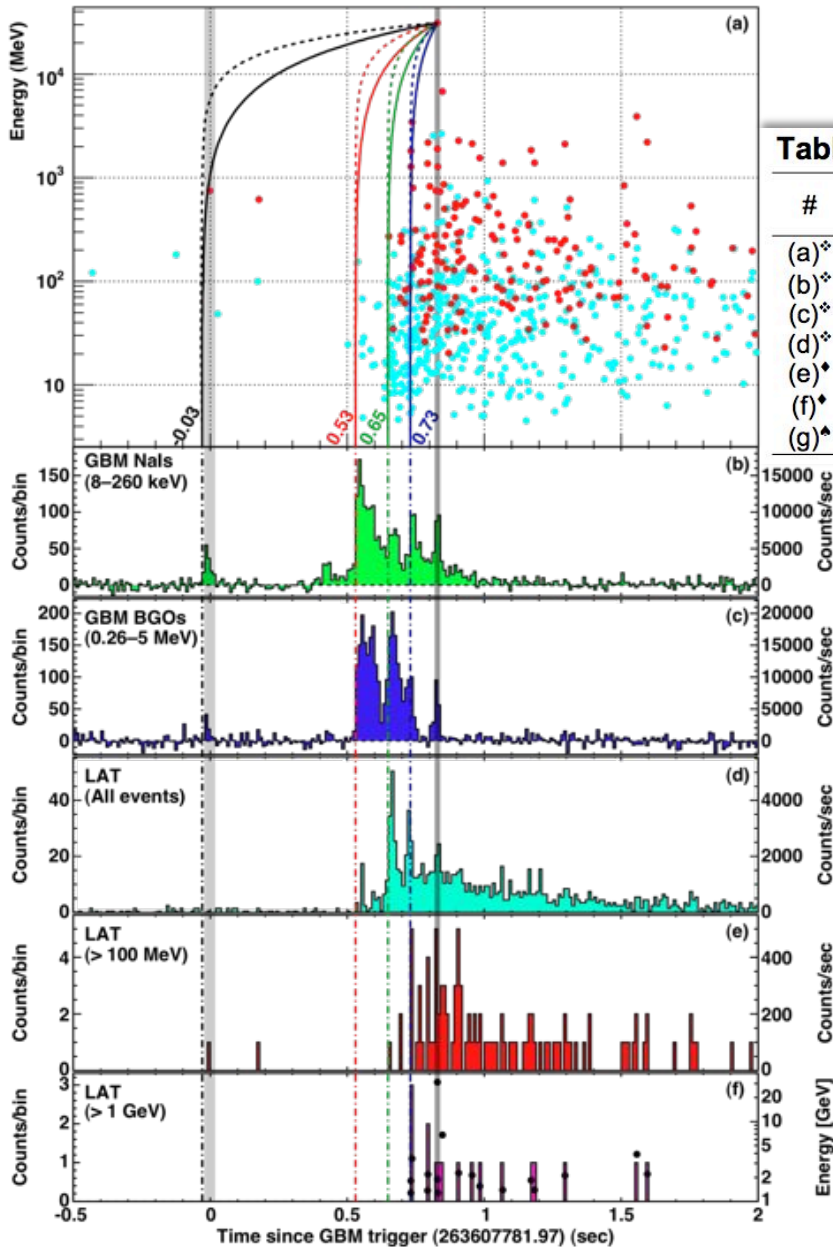 (a)
Energy (MeV)
10⁴
10³
10²
10
-0.03
0.53
0.65
0.73
Tabl
#
(a)❖
(b)❖
(c)❖
(d)❖
(e)♦
(f)♦
(g)♠
GBM NaIs
(8–260 keV)
(b)
Counts/bin
150
100
50
0
15000
10000
5000
0
Counts/sec
GBM BGOs
(0.26–5 MeV)
(c)
Counts/bin
200
150
100
50
0
20000
15000
10000
5000
0
Counts/sec
LAT
(All events)
(d)
Counts/bin
40
20
0
4000
2000
0
Counts/sec
LAT
(> 100 MeV)
(e)
Counts/bin
4
2
0
400
200
0
Counts/sec
LAT
(> 1 GeV)
(f)
Counts/bin
3
2
1
0
20
10
5
2
1
Energy [GeV]
-0.5 0 0.5 1 1.5 2
Time since GBM trigger (263607781.97) (sec)